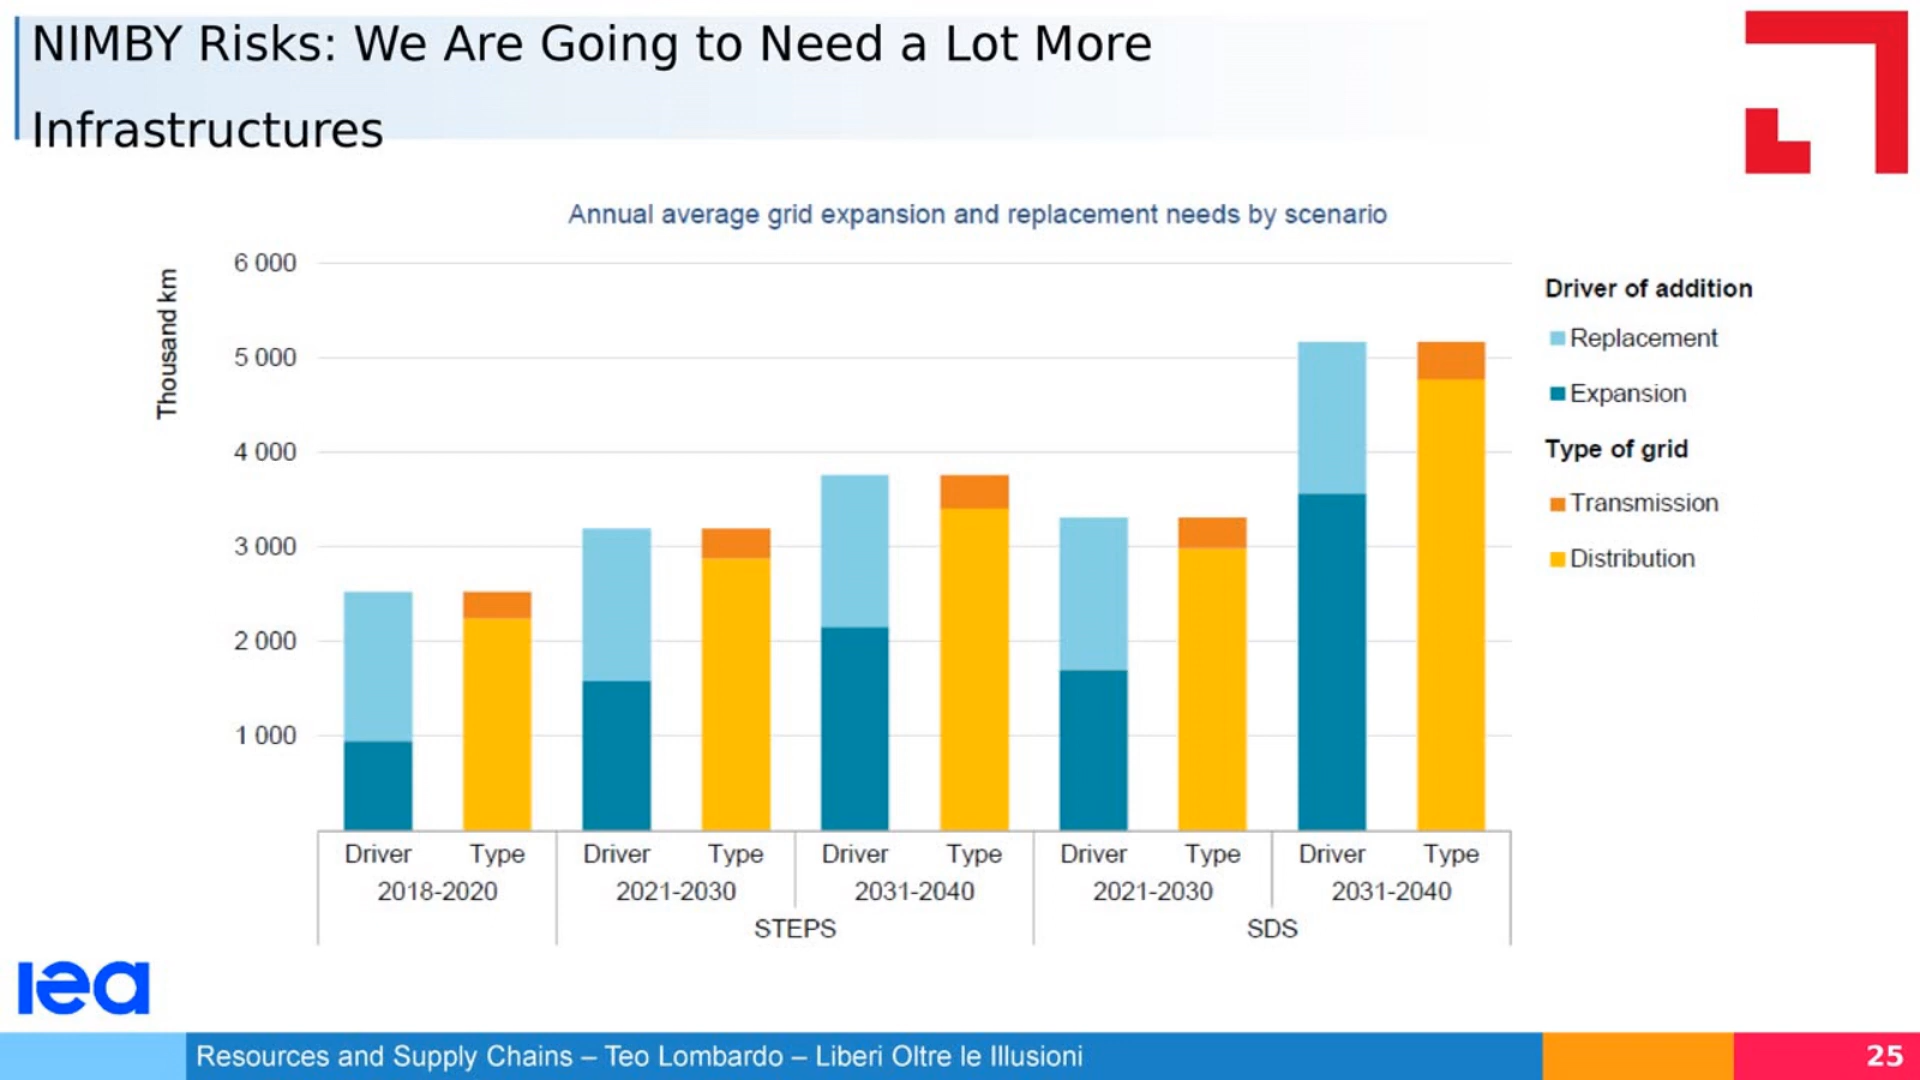 NIMBY Risks: We Are Going to Need a Lot More
Infrastructures
Annual average grid expansion and replacement needs by scenario
Thousand km
6 000
5 000
4 000
3 000
2 000
1 000
Driver of addition
Replacement
Expansion
Type of grid
Transmission
Distribution
Driver Type Driver Type Driver Type Driver Type Driver Type
2018-2020 2021-2030 2031-2040 2021-2030 2031-2040
STEPS SDS
iea
Resources and Supply Chains – Teo Lombardo – Liberi Oltre le Illusioni
25